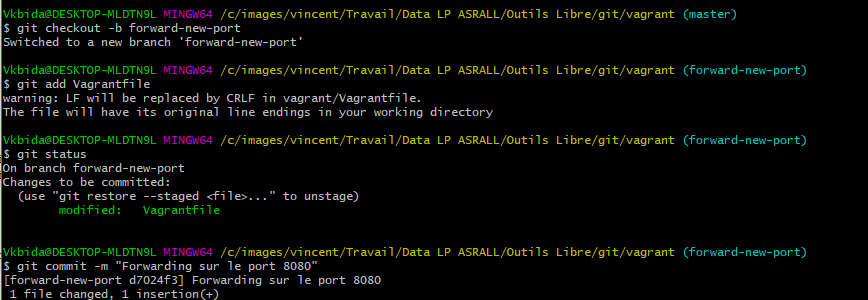 Vkbida@DESKTOP-MLDTN9L MINGW64 /c/images/vincent/Travail/Data LP ASRALL/Outils Libre/git/vagrant (master)
$ git checkout -b forward-new-port
Switched to a new branch 'forward-new-port'
Vkbida@DESKTOP-MLDTN9L MINGW64 /c/images/vincent/Travail/Data LP ASRALL/Outils Libre/git/vagrant (forward-new-port)
$ git add Vagrantfile
warning: LF will be replaced by CRLF in vagrant/Vagrantfile.
The file will have its original line endings in your working directory
Vkbida@DESKTOP-MLDTN9L MINGW64 /c/images/vincent/Travail/Data LP ASRALL/Outils Libre/git/vagrant (forward-new-port)
$ git status
On branch forward-new-port
Changes to be committed:
  (use "git restore --staged <file>..." to unstage)
        modified:   Vagrantfile
Vkbida@DESKTOP-MLDTN9L MINGW64 /c/images/vincent/Travail/Data LP ASRALL/Outils Libre/git/vagrant (forward-new-port)
$ git commit -m "Forwarding sur le port 8080"
[forward-new-port d7024f3] Forwarding sur le port 8080
 1 file changed, 1 insertion(+)